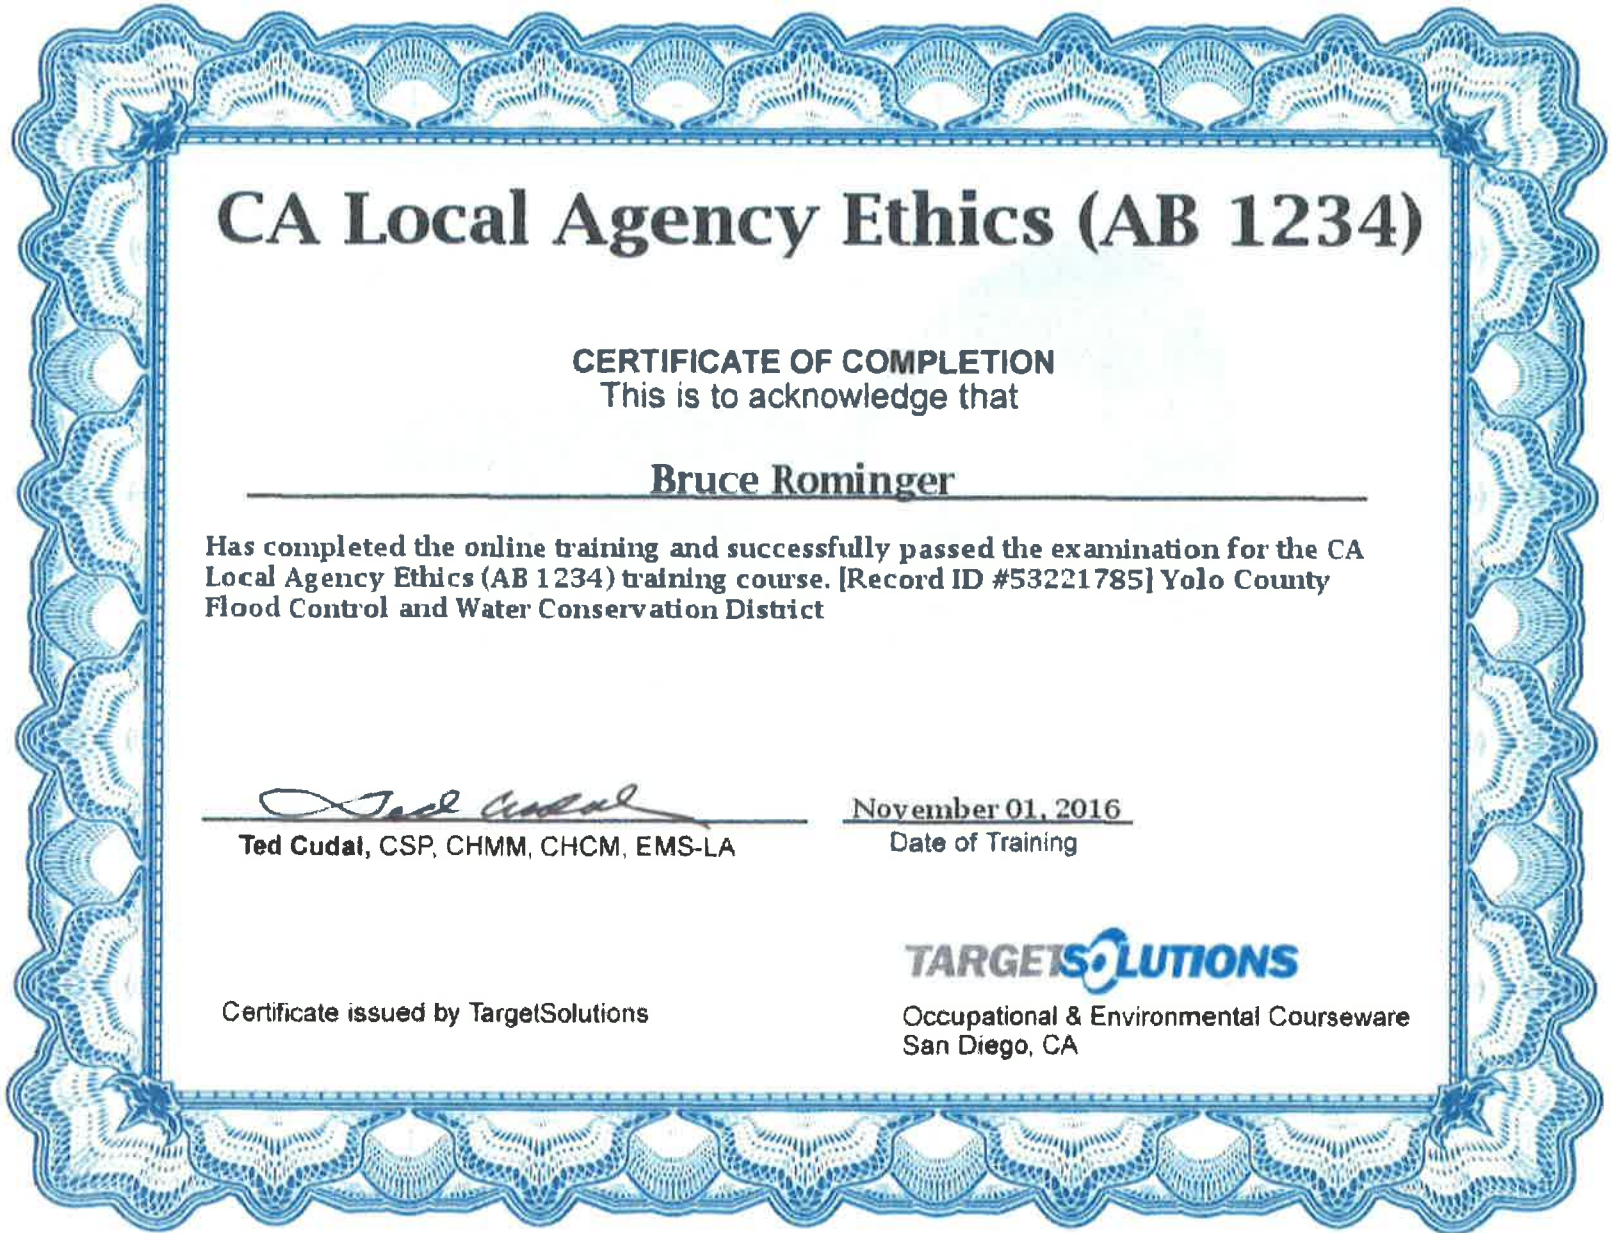 CA Local Agency Ethics (AB 1234)
CERTIFICATE OF COMPLETION
This is to acknowledge that
Bruce Rominger
Has completed the online training and successfully passed the examination for the CA
Local Agency Ethics (AB 1234) training course. [Record ID #53221785] Yolo County
Flood Control and Water Conservation District
Ted Cudal
Ted Cudal, CSP, CHMM, CHCM, EMS-LA
November 01, 2016
Date of Training
TARGETSOLUTIONS
Certificate issued by TargetSolutions
Occupational & Environmental Courseware
San Diego, CA